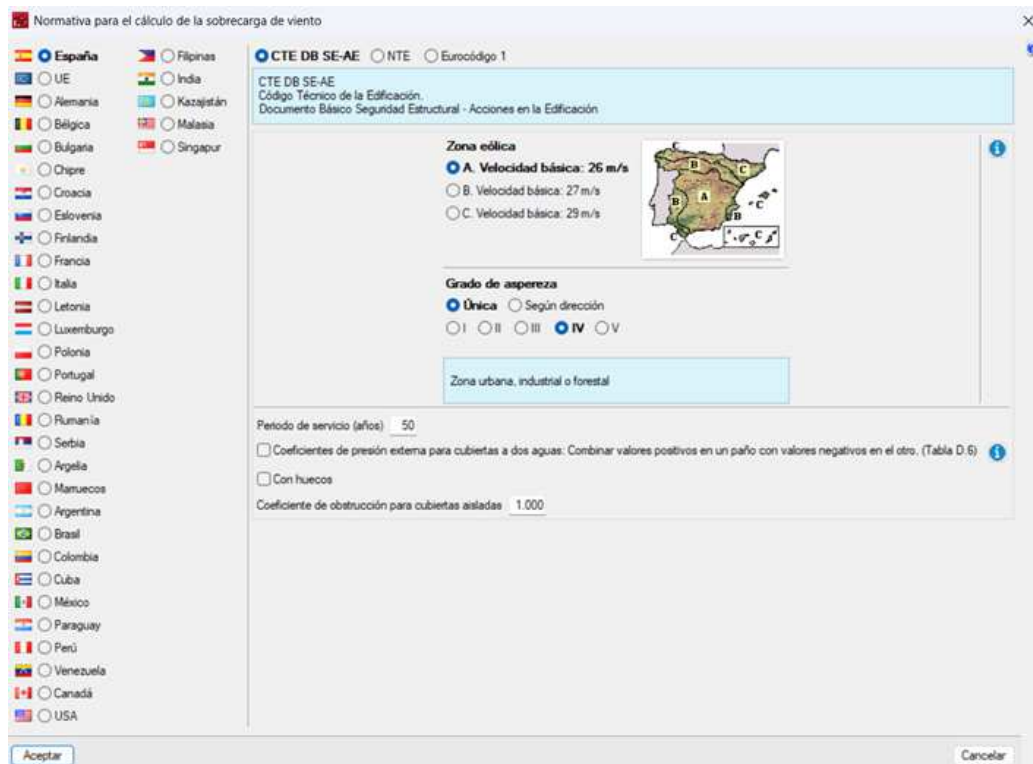 Normativa para el cálculo de la sobrecarga de viento
España
UE
Alemania
Bélgica
Bulgaria
Chipre
Croacia
Eslovenia
Finlandia
Francia
Italia
Letonia
Luxemburgo
Polonia
Portugal
Reino Unido
Rumanía
Serbia
Argelia
Marruecos
Argentina
Brasil
Colombia
Cuba
México
Paraguay
Perú
Venezuela
Canadá
USA
Filipinas
India
Kazajistán
Malasia
Singapur
CTE DB SE-AE NTE Eurocódigo 1
CTE DB SE-AE
Código Técnico de la Edificación.
Documento Básico Seguridad Estructural - Acciones en la Edificación
Zona eólica
A. Velocidad básica: 26 m/s
B. Velocidad básica: 27 m/s
C. Velocidad básica: 29 m/s
C
B
C
A
B
C
B
C
C
Grado de aspereza
Única Según dirección
I II III IV V
Zona urbana, industrial o forestal
Periodo de servicio (años) 50
Coeficientes de presión externa para cubiertas a dos aguas: Combinar valores positivos en un paño con valores negativos en el otro. (Tabla D.6)
Con huecos
Coeficiente de obstrucción para cubiertas aisladas 1.000
Aceptar Cancelar